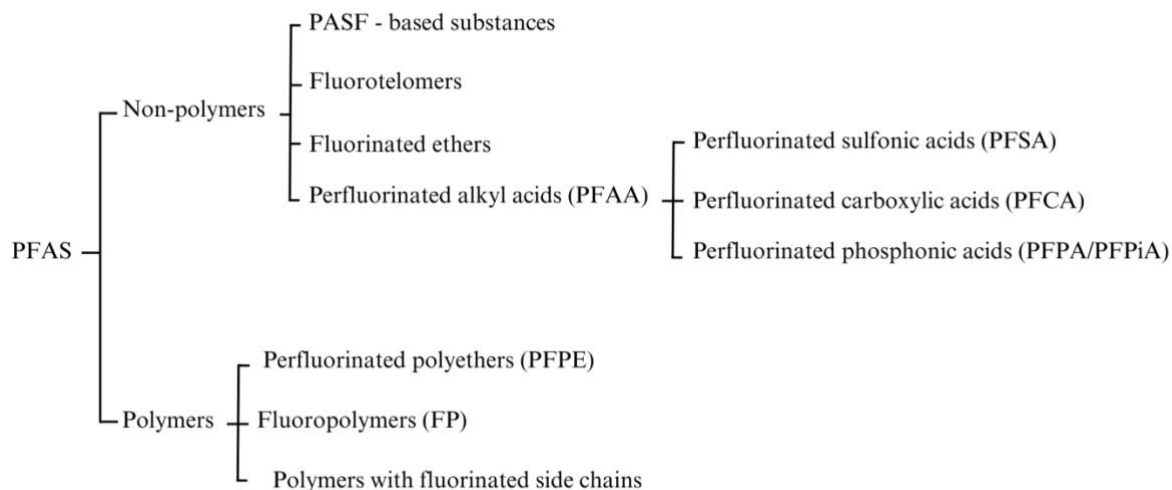 PASF - based substances
Fluorotelomers
Non-polymers
Fluorinated ethers
Perfluorinated sulfonic acids (PFSA)
Perfluorinated alkyl acids (PFAA)
Perfluorinated carboxylic acids (PFCA)
PFAS
Perfluorinated phosphonic acids (PFPA/PFPiA)
Perfluorinated polyethers (PFPE)
Polymers
Fluoropolymers (FP)
Polymers with fluorinated side chains